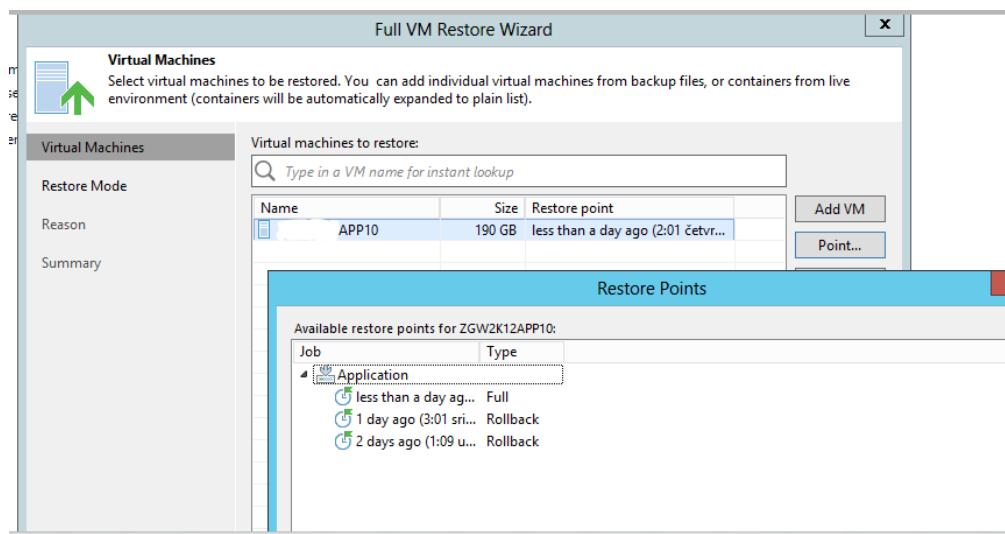 Full VM Restore Wizard
x
Virtual Machines
Select virtual machines to be restored. You can add individual virtual machines from backup files, or containers from live
environment (containers will be automatically expanded to plain list).
Virtual Machines
Restore Mode
Reason
Summary
Virtual machines to restore:
Type in a VM name for instant lookup
Name Size Restore point
APP10 190 GB less than a day ago (2:01 četvr...
Add VM
Point...
Restore Points
Available restore points for ZGW2K12APP10:
Job Type
Application
less than a day ag... Full
1 day ago (3:01 sri... Rollback
2 days ago (1:09 u... Rollback